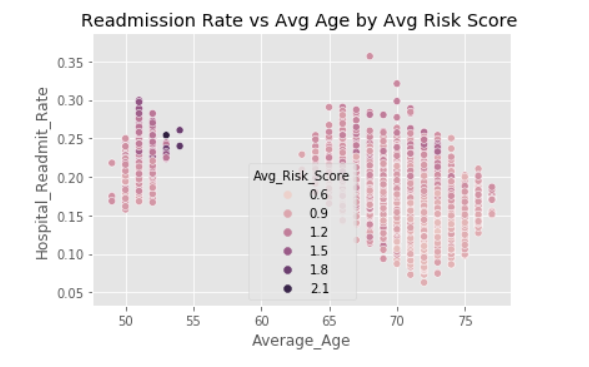 Readmission Rate vs Avg Age by Avg Risk Score
0.35
0.30
0.25
0.20
0.15
0.10
0.05
Hospital_Readmit_Rate
Avg_Risk_Score
0.6
0.9
1.2
1.5
1.8
2.1
50 55 60 65 70 75
Average_Age